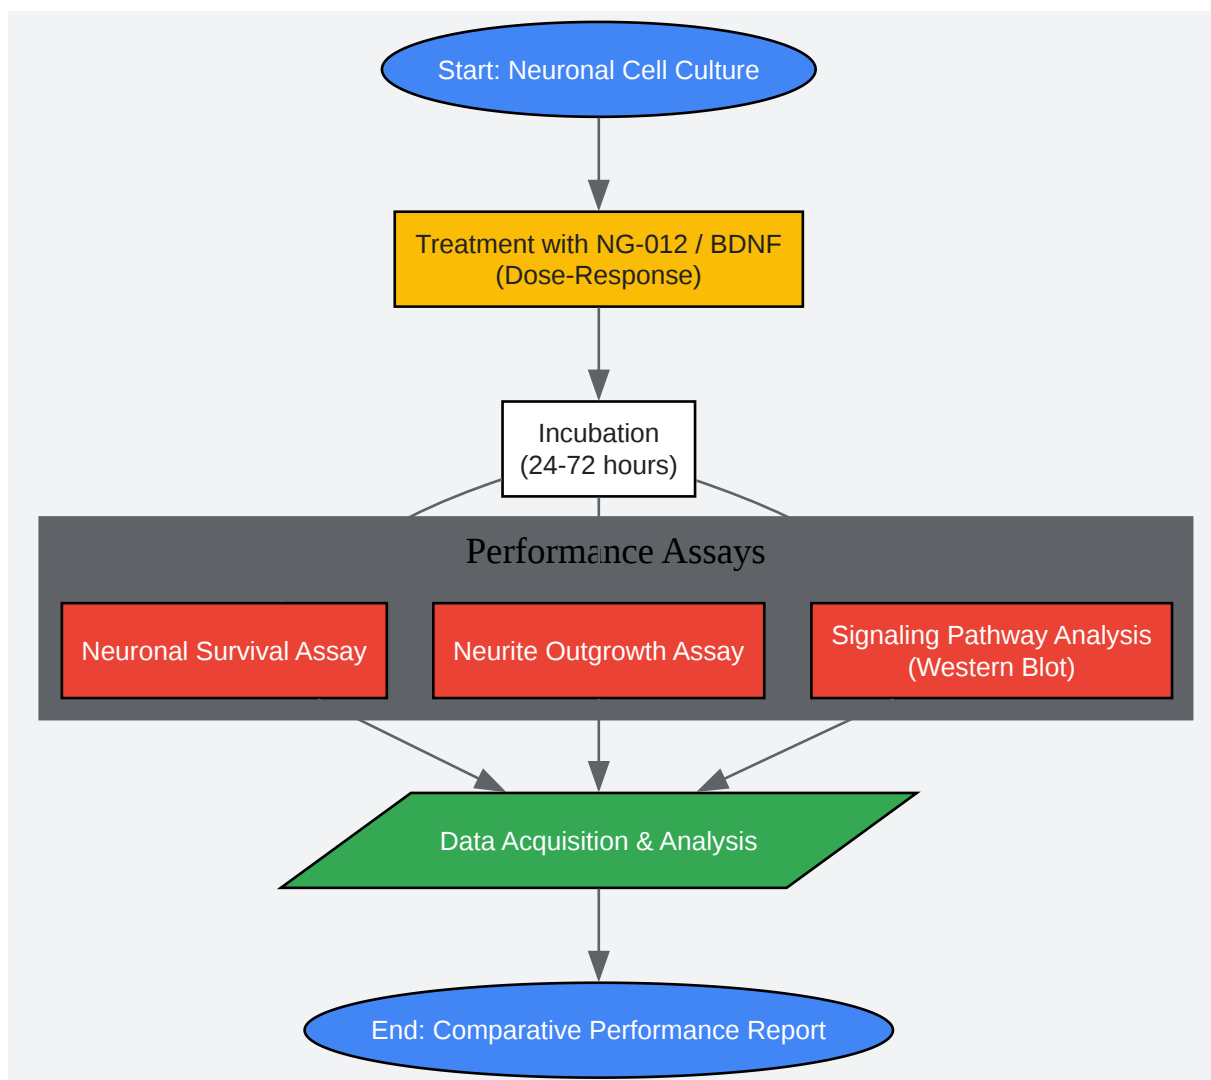 Start: Neuronal Cell Culture
Treatment with NG-012 / BDNF
(Dose-Response)
Incubation
(24-72 hours)
Performance Assays
Neuronal Survival Assay
Neurite Outgrowth Assay
Signaling Pathway Analysis
(Western Blot)
Data Acquisition & Analysis
End: Comparative Performance Report